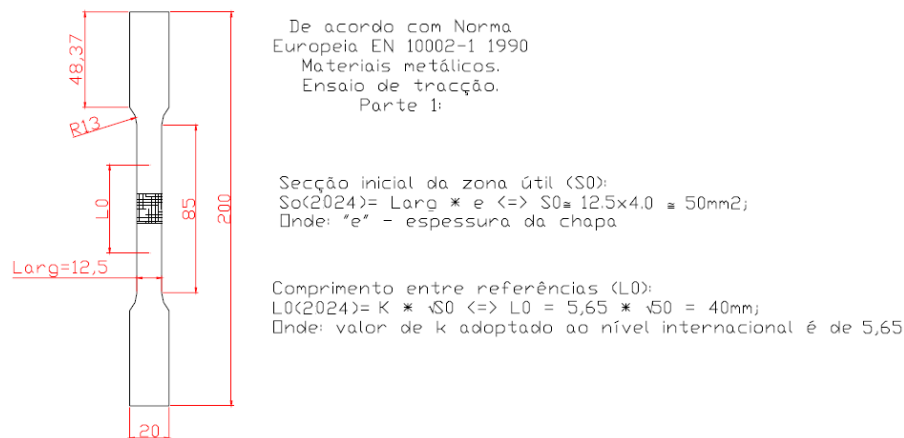 48,37
R13
L0
85
200
Larg=12,5
20
De acordo com Norma
Europeia EN 10002-1 1990
Materiais metálicos.
Ensaio de tracção.
Parte 1:
Secção inicial da zona útil (S0):
So(2024)= Larg * e <=> S0≅ 12.5x4.0 ≅ 50mm2;
Onde: "e" - espessura da chapa
Comprimento entre referências (L0):
L0(2024)= K * √S0 <=> L0 = 5,65 * √50 = 40mm;
Onde: valor de k adoptado ao nível internacional é de 5,65